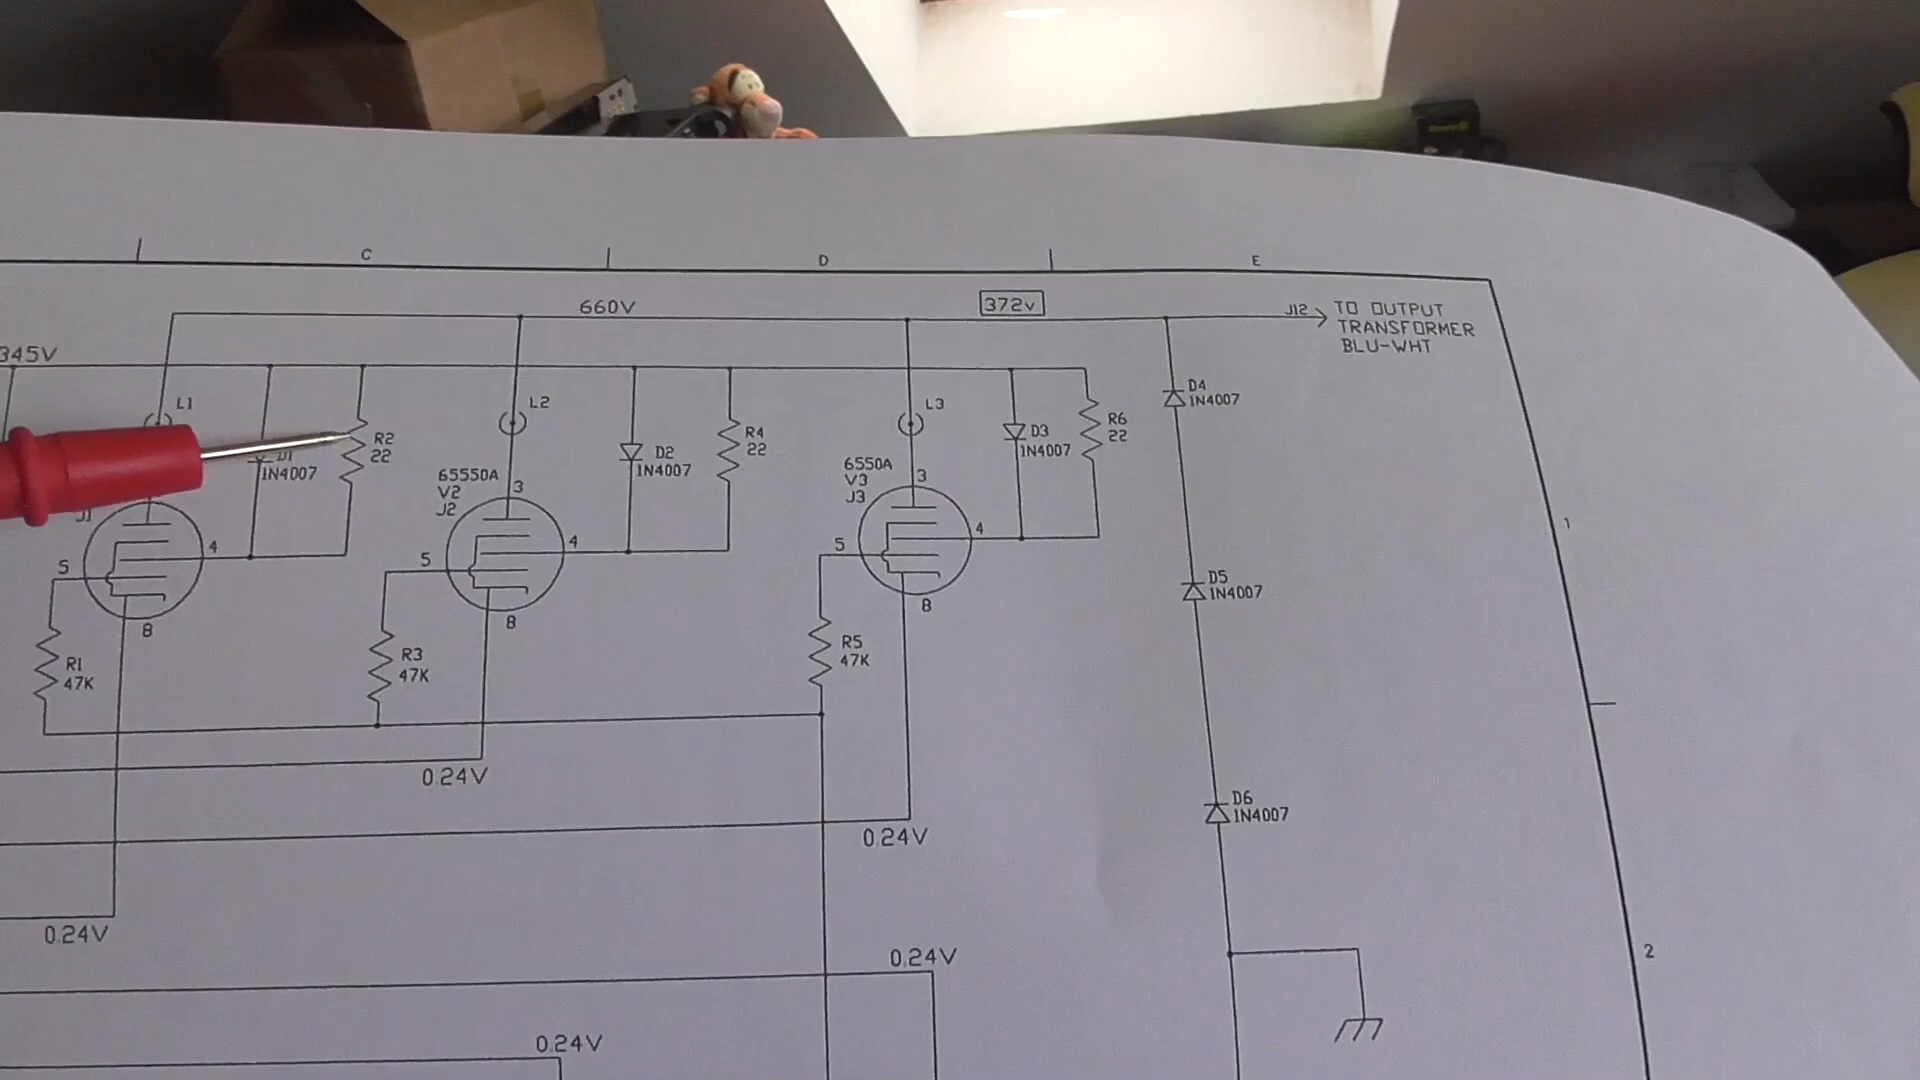 C
D
E
660V
372v
J12
TO OUTPUT
TRANSFORMER
BLU-WHT
345V
L1
L2
L3
D4
1N4007
R2
22
1N4007
65550A
V2
J2
3
D2
1N4007
R4
22
6550A
V3
J3
3
D3
1N4007
R6
22
1
5
4
8
5
4
8
5
4
8
D5
1N4007
R1
47K
R3
47K
R5
47K
0.24V
0.24V
D6
1N4007
0.24V
0.24V
2
0.24V